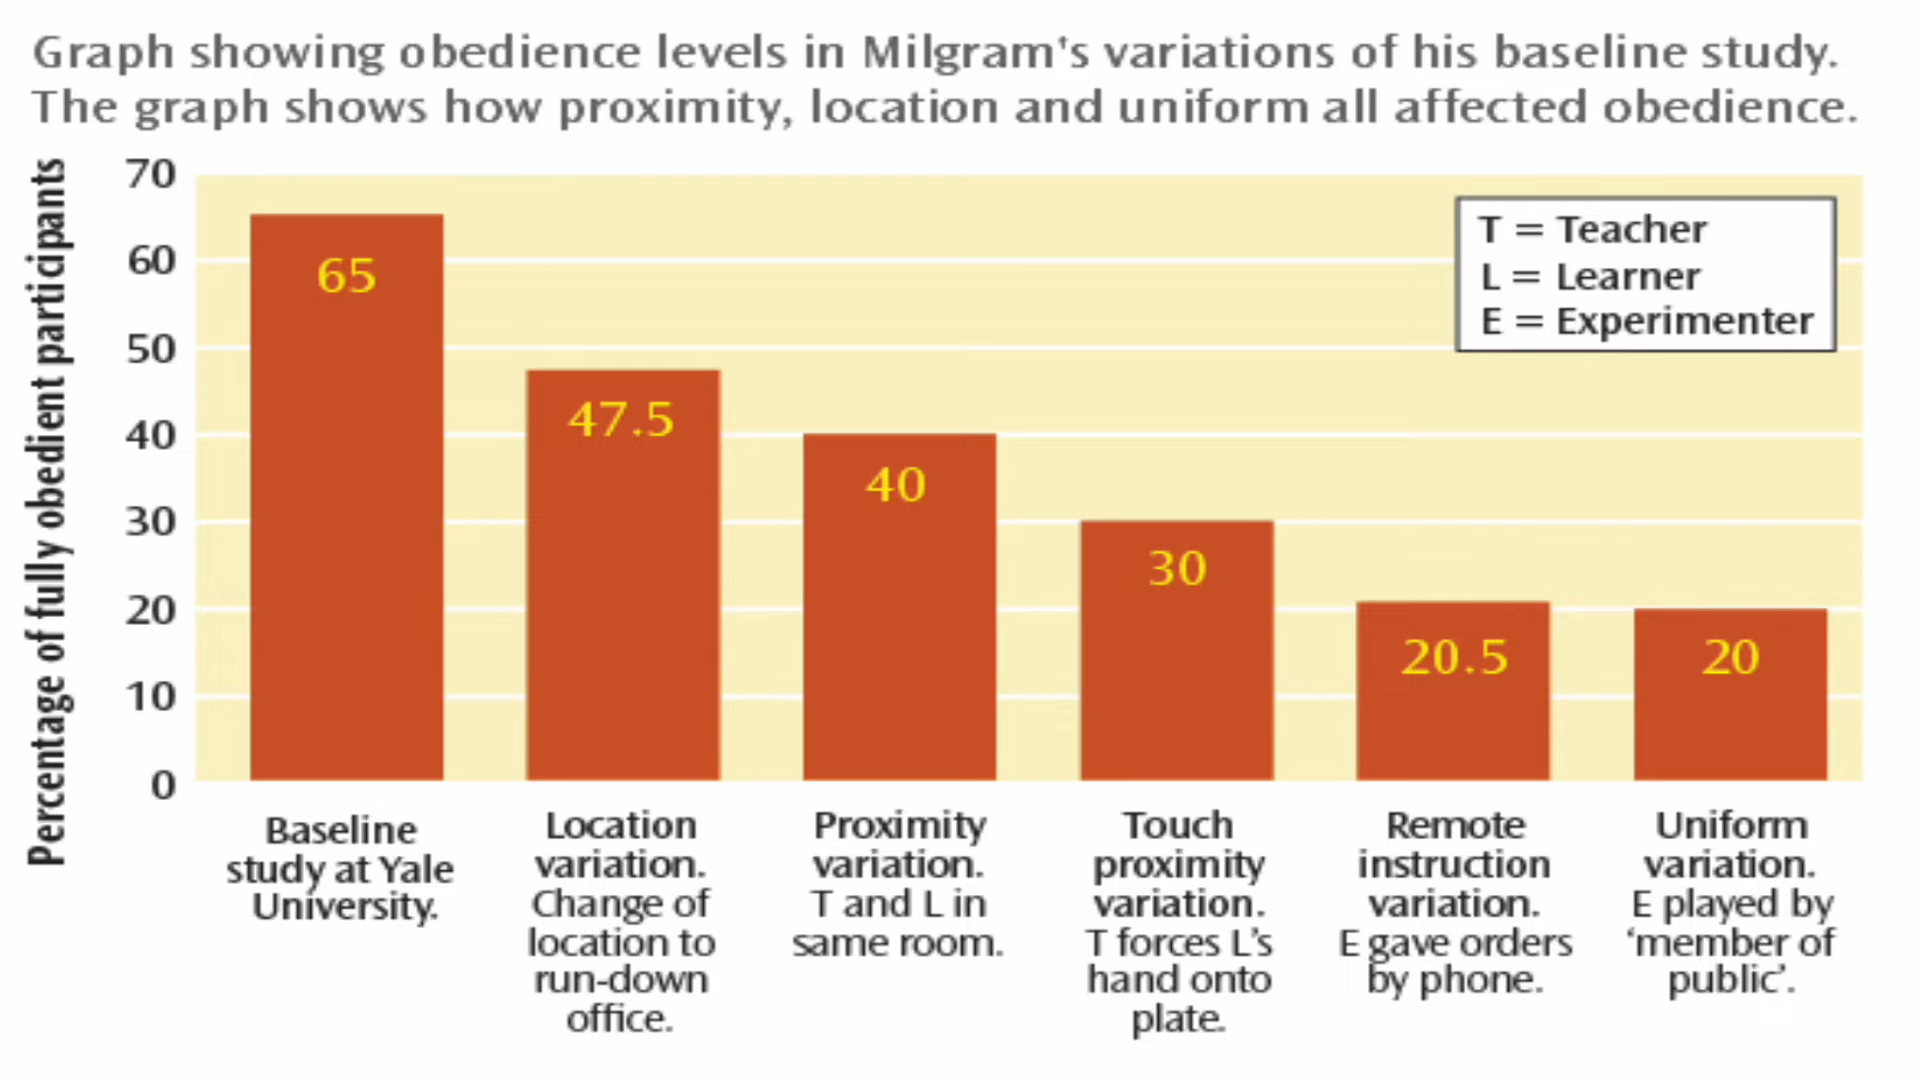 Graph showing obedience levels in Milgram's variations of his baseline study.
The graph shows how proximity, location and uniform all affected obedience.
Percentage of fully obedient participants
70
60
50
40
30
20
10
0
65
47.5
40
30
20.5
20
T = Teacher
L = Learner
E = Experimenter
Baseline
study at Yale
University.
Location
variation.
Change of
location to
run-down
office.
Proximity
variation.
T and L in
same room.
Touch
proximity
variation.
T forces L’s
hand onto
plate.
Remote
instruction
variation.
E gave orders
by phone.
Uniform
variation.
E played by
‘member of
public’.